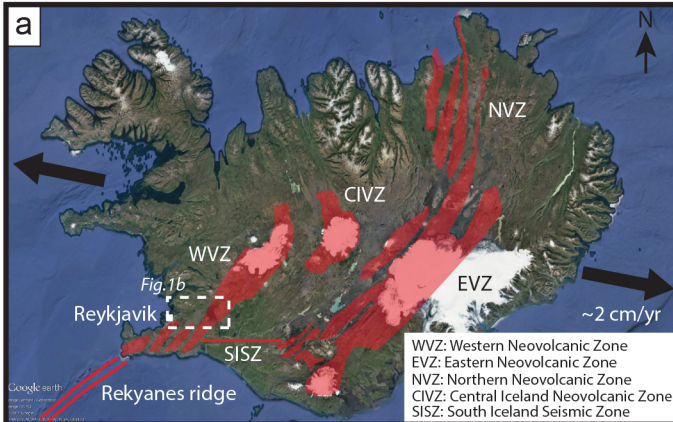 a
N
NVZ
CIVZ
WVZ
Fig.1b
EVZ
Reykjavik
~2 cm/yr
SISZ
WVZ: Western Neovolcanic Zone
EVZ: Eastern Neovolcanic Zone
NVZ: Northern Neovolcanic Zone
CIVZ: Central Iceland Neovolcanic Zone
SISZ: South Iceland Seismic Zone
Google earth
Rekyanes ridge